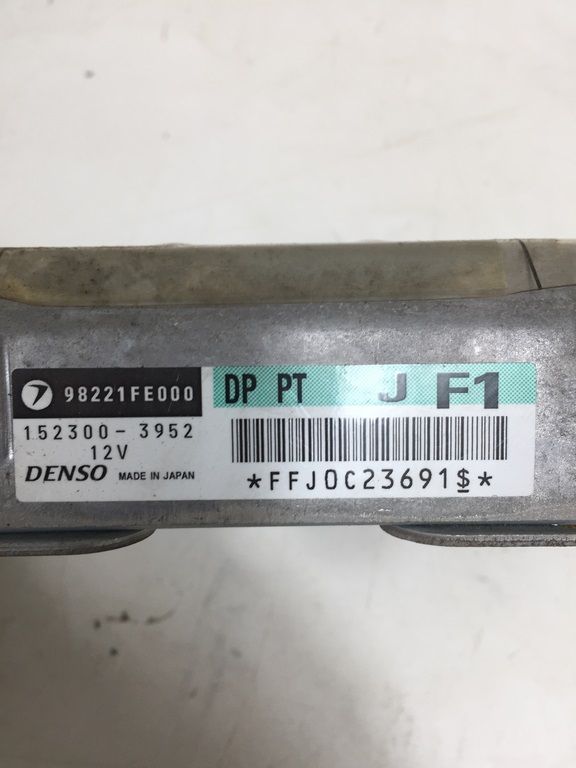 98221FE000
DP PT J F1
152300-3952
12V
DENSO MADE IN JAPAN
*FFJ0C23691$*